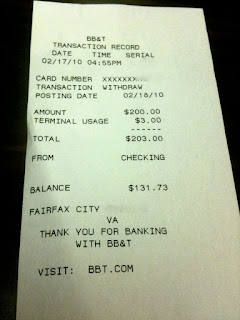 BB&T
TRANSACTION RECORD
DATE TIME SERIAL
02/17/10 04:55PM
CARD NUMBER XXXXXXX
TRANSACTION WITHDRAW
POSTING DATE 02/18/10
AMOUNT $200.00
TERMINAL USAGE $3.00
------
TOTAL $203.00
FROM CHECKING
BALANCE $131.73
FAIRFAX CITY
VA
THANK YOU FOR BANKING
WITH BB&T
VISIT: BBT.COM